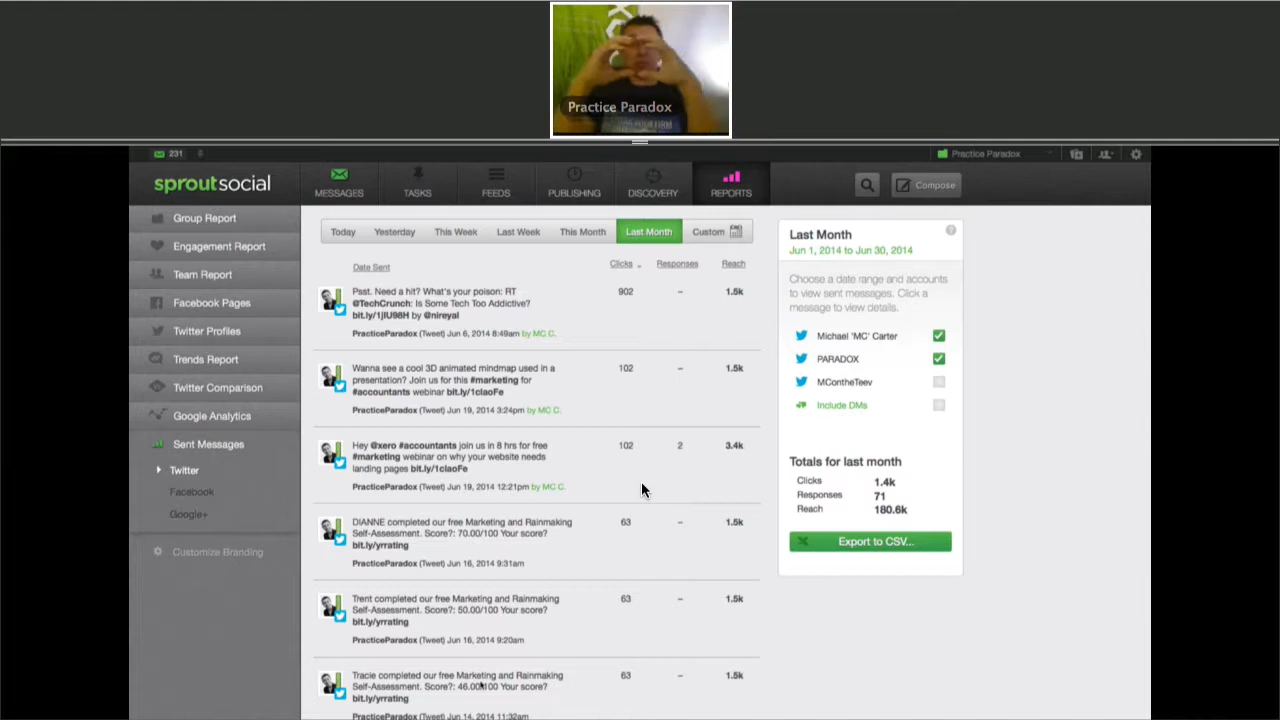 Practice Paradox
231
Practice Paradox
sproutsocial
MESSAGES
TASKS
FEEDS
PUBLISHING
DISCOVERY
REPORTS
Compose
Group Report
Engagement Report
Team Report
Facebook Pages
Twitter Profiles
Trends Report
Twitter Comparison
Google Analytics
Sent Messages
Twitter
Facebook
Google+
Customize Branding
Today Yesterday This Week Last Week This Month Last Month Custom
Date Sent Clicks Responses Reach
Psst. Need a hit? What's your poison: RT
@TechCrunch: Is Some Tech Too Addictive?
bit.ly/1jIU98H by @nireyal
902 – 1.5k
PracticeParadox (Tweet) Jun 6, 2014 8:49am by MC C.
Wanna see a cool 3D animated mindmap used in a
presentation? Join us for this #marketing for
#accountants webinar bit.ly/1claoFe
102 – 1.5k
PracticeParadox (Tweet) Jun 19, 2014 3:24pm by MC C.
Hey @xero #accountants join us in 8 hrs for free
#marketing webinar on why your website needs
landing pages bit.ly/1claoFe
102 2 3.4k
PracticeParadox (Tweet) Jun 19, 2014 12:21pm by MC C.
DIANNE completed our free Marketing and Rainmaking
Self-Assessment. Score?: 70.00/100 Your score?
bit.ly/yrrating
63 – 1.5k
PracticeParadox (Tweet) Jun 16, 2014 9:31am
Trent completed our free Marketing and Rainmaking
Self-Assessment. Score?: 50.00/100 Your score?
bit.ly/yrrating
63 – 1.5k
PracticeParadox (Tweet) Jun 16, 2014 9:20am
Tracie completed our free Marketing and Rainmaking
Self-Assessment. Score?: 46.00/100 Your score?
bit.ly/yrrating
63 – 1.5k
PracticeParadox (Tweet) Jun 14, 2014 11:32am
Last Month
Jun 1, 2014 to Jun 30, 2014
Choose a date range and accounts
to view sent messages. Click a
message to view details.
Michael 'MC' Carter
PARADOX
MContheTeev
Include DMs
Totals for last month
Clicks 1.4k
Responses 71
Reach 180.6k
Export to CSV...